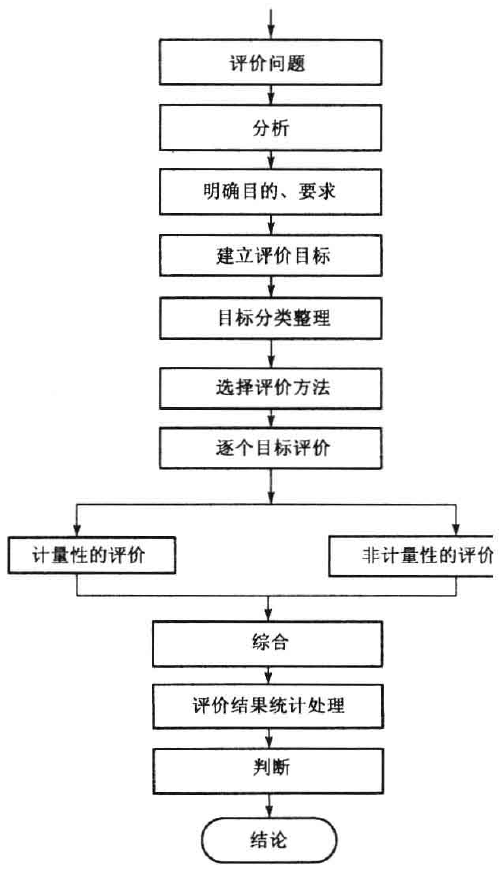 评价问题
分析
明确目的、要求
建立评价目标
目标分类整理
选择评价方法
逐个目标评价
计量性的评价
非计量性的评价
综合
评价结果统计处理
判断
结论